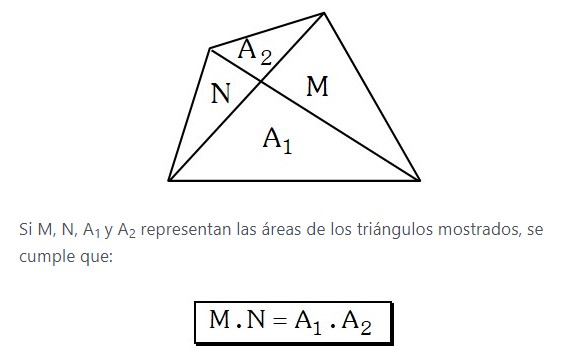 A₂
N
M
A₁
Si M, N, A₁ y A₂ representan las áreas de los triángulos mostrados, se
cumple que:
M . N = A₁ . A₂